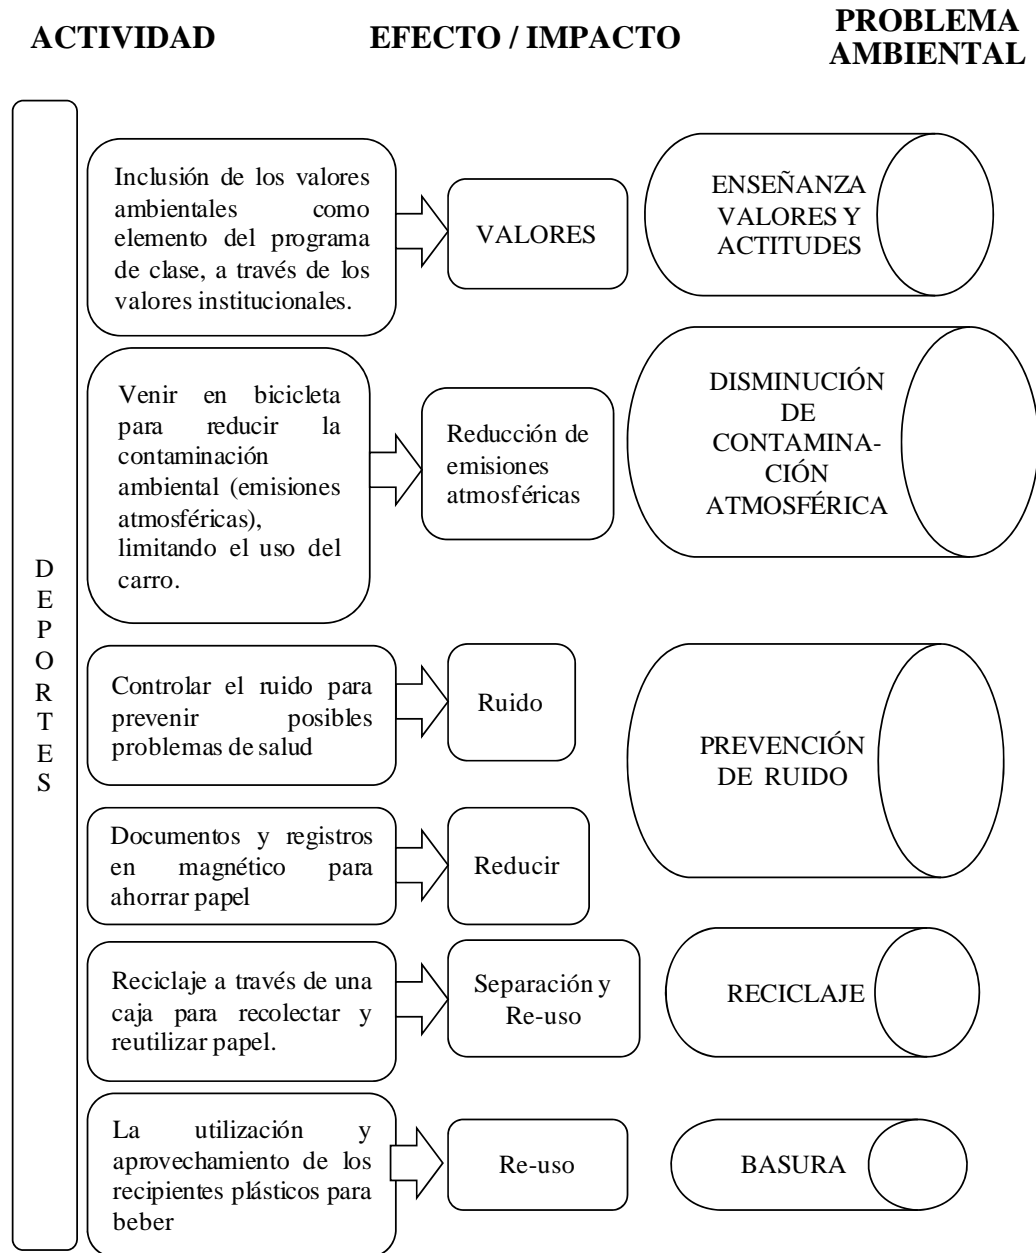 ACTIVIDAD
EFECTO / IMPACTO
PROBLEMA
AMBIENTAL
D
E
P
O
R
T
E
S
Inclusión de los valores
ambientales como
elemento del programa
de clase, a través de los
valores institucionales.
VALORES
ENSEÑANZA
VALORES Y
ACTITUDES
Venir en bicicleta
para reducir la
contaminación
ambiental (emisiones
atmosféricas),
limitando el uso del
carro.
Reducción de
emisiones
atmosféricas
DISMINUCIÓN
DE
CONTAMINA-
CIÓN
ATMOSFÉRICA
Controlar el ruido para
prevenir posibles
problemas de salud
Ruido
PREVENCIÓN
DE RUIDO
Documentos y registros
en magnético para
ahorrar papel
Reducir
Reciclaje a través de una
caja para recolectar y
reutilizar papel.
Separación y
Re-uso
RECICLAJE
La utilización y
aprovechamiento de los
recipientes plásticos para
beber
Re-uso
BASURA